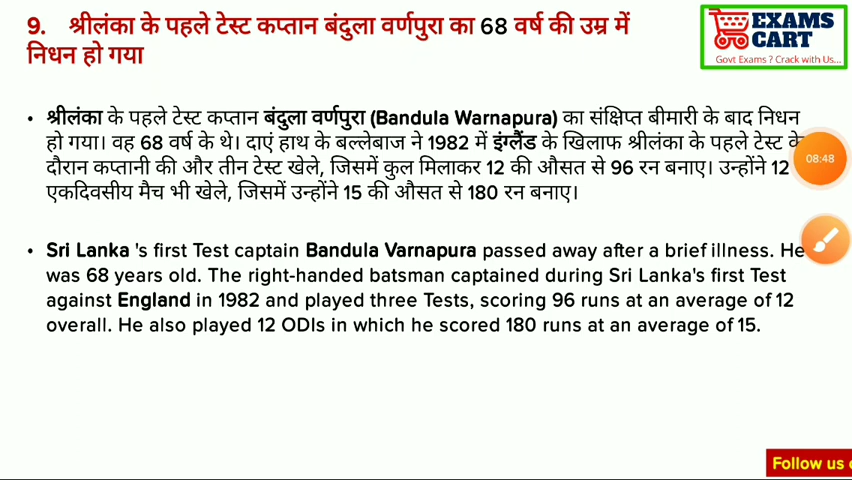 9. श्रीलंका के पहले टेस्ट कप्तान बंदुला वर्णपुरा का 68 वर्ष की उम्र में
निधन हो गया
EXAMS
CART
Govt Exams ? Crack with Us...
• श्रीलंका के पहले टेस्ट कप्तान बंदुला वर्णपुरा (Bandula Warnapura) का संक्षिप्त बीमारी के बाद निधन
हो गया। वह 68 वर्ष के थे। दाएं हाथ के बल्लेबाज ने 1982 में इंग्लैंड के खिलाफ श्रीलंका के पहले टेस्ट के
दौरान कप्तानी की और तीन टेस्ट खेले, जिसमें कुल मिलाकर 12 की औसत से 96 रन बनाए। उन्होंने 12
एकदिवसीय मैच भी खेले, जिसमें उन्होंने 15 की औसत से 180 रन बनाए।
08:48
• Sri Lanka 's first Test captain Bandula Varnapura passed away after a brief illness. He
was 68 years old. The right-handed batsman captained during Sri Lanka's first Test
against England in 1982 and played three Tests, scoring 96 runs at an average of 12
overall. He also played 12 ODIs in which he scored 180 runs at an average of 15.
Follow us